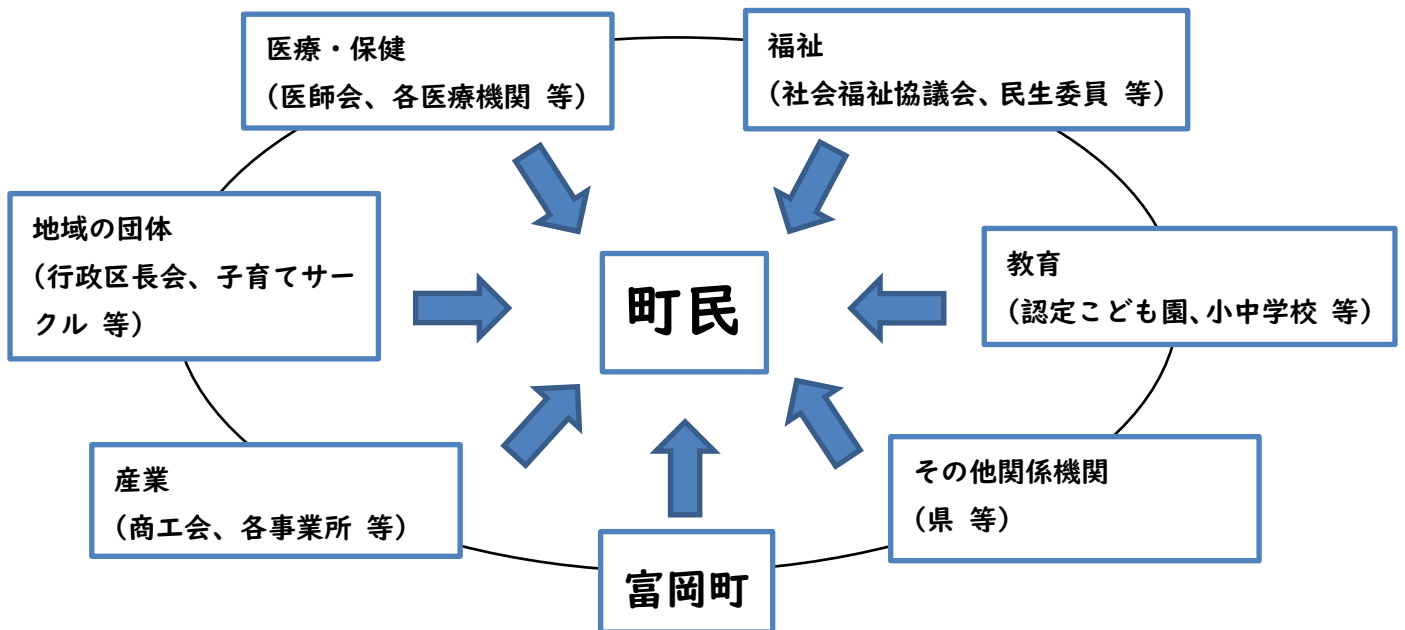 医療・保健
(医師会、各医療機関 等)
福祉
(社会福祉協議会、民生委員 等)
地域の団体
(行政区長会、子育てサー
クル 等)
町民
教育
(認定こども園、小中学校 等)
産業
(商工会、各事業所 等)
その他関係機関
(県 等)
富岡町